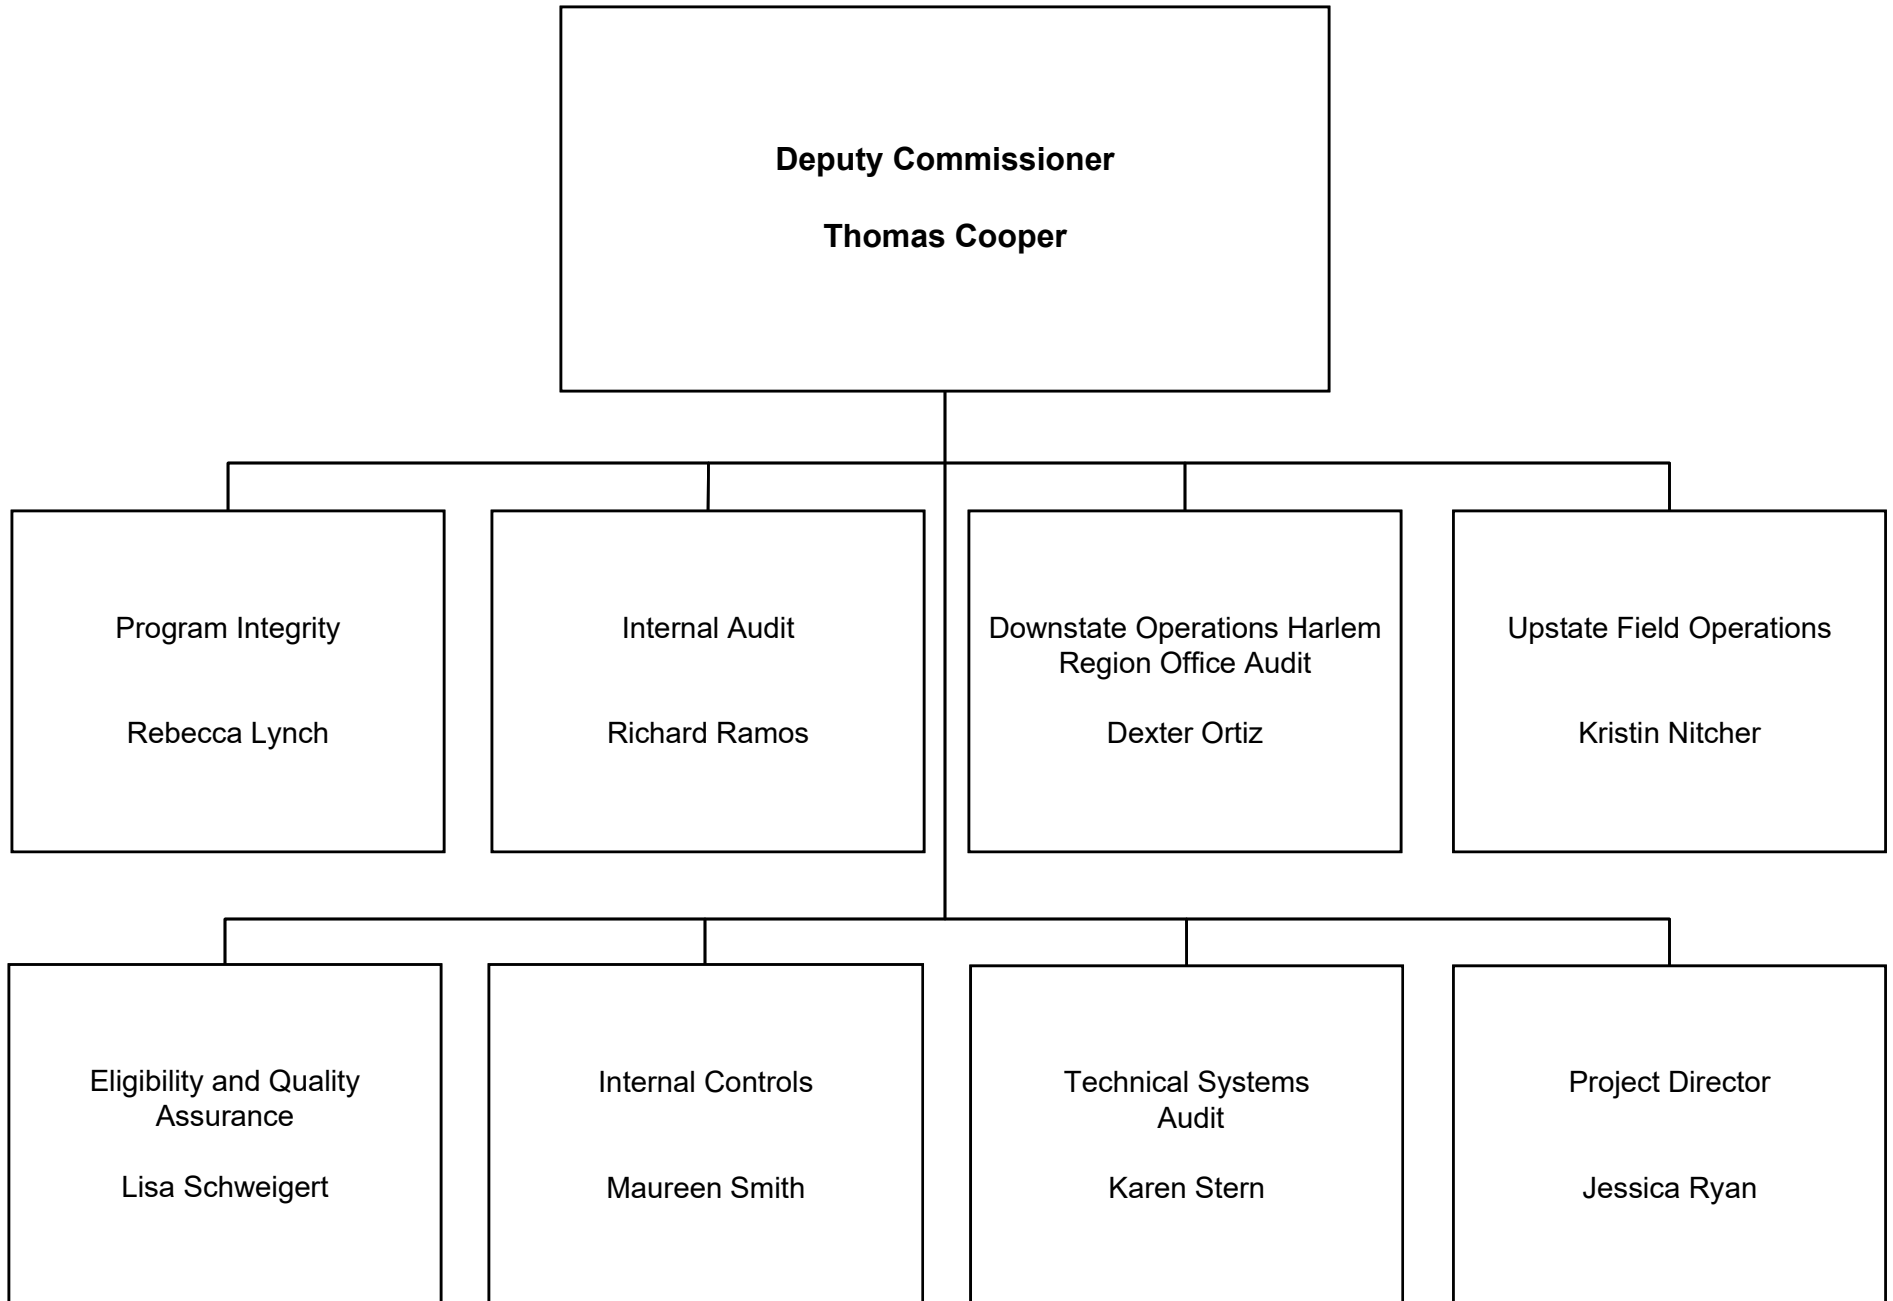 Deputy Commissioner
Thomas Cooper
Program Integrity
Rebecca Lynch
Internal Audit
Richard Ramos
Downstate Operations Harlem
Region Office Audit
Dexter Ortiz
Upstate Field Operations
Kristin Nitcher
Eligibility and Quality
Assurance
Lisa Schweigert
Internal Controls
Maureen Smith
Technical Systems
Audit
Karen Stern
Project Director
Jessica Ryan